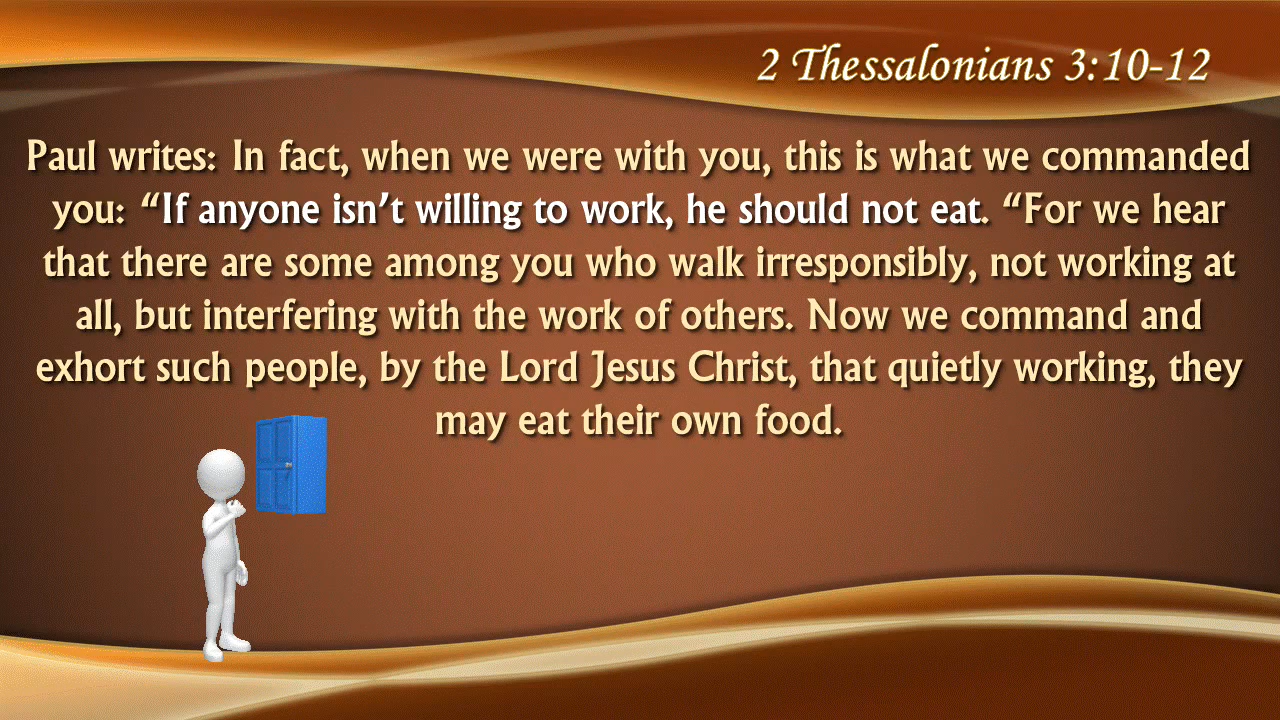 2 Thessalonians 3:10-12
Paul writes: In fact, when we were with you, this is what we commanded
you: “If anyone isn’t willing to work, he should not eat. “For we hear
that there are some among you who walk irresponsibly, not working at
all, but interfering with the work of others. Now we command and
exhort such people, by the Lord Jesus Christ, that quietly working, they
may eat their own food.